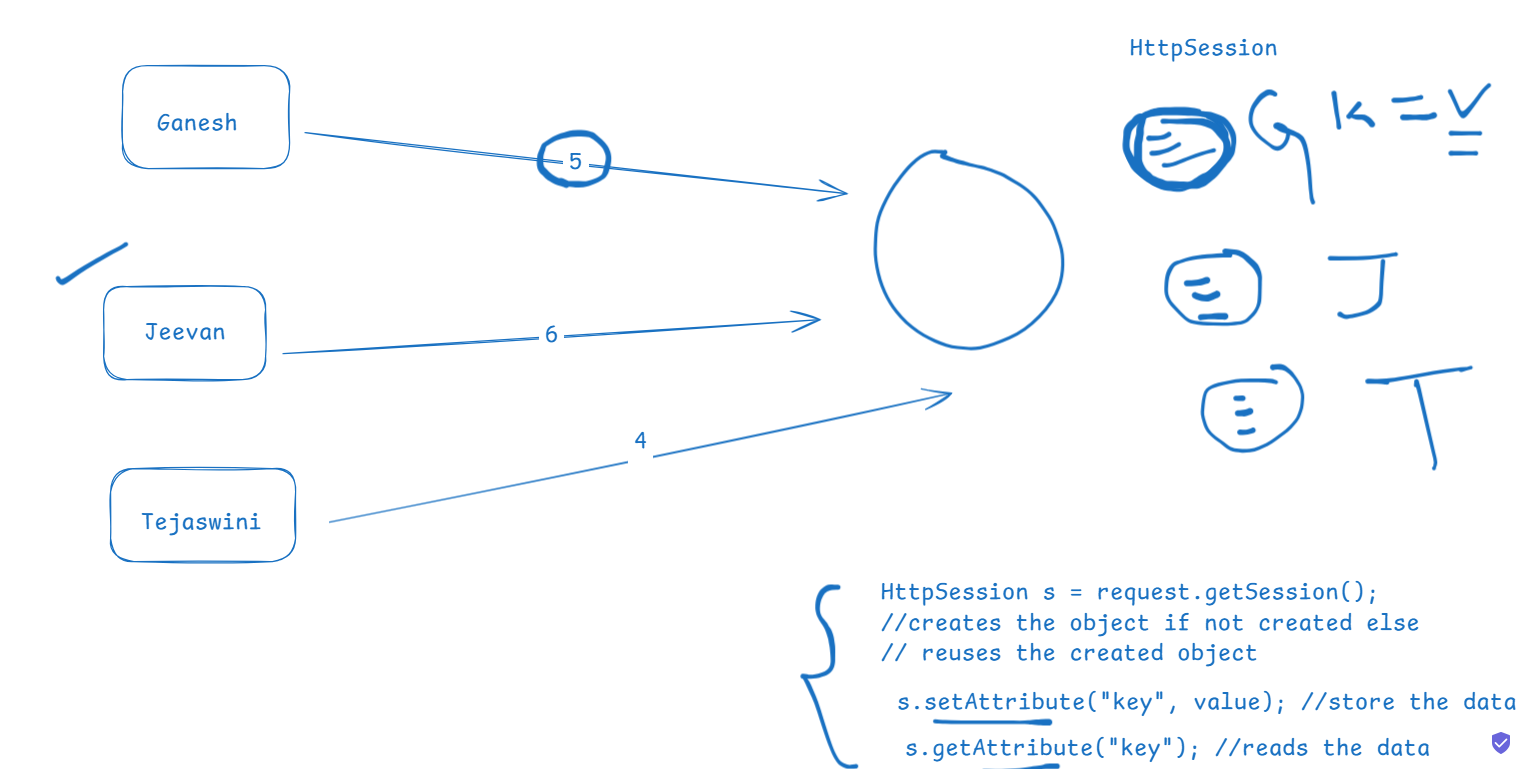 HttpSession
Ganesh
5
G k = V
Jeevan
6
J
4
T
Tejaswini
HttpSession s = request.getSession();
//creates the object if not created else
// reuses the created object
s.setAttribute("key", value); //store the data
s.getAttribute("key"); //reads the data